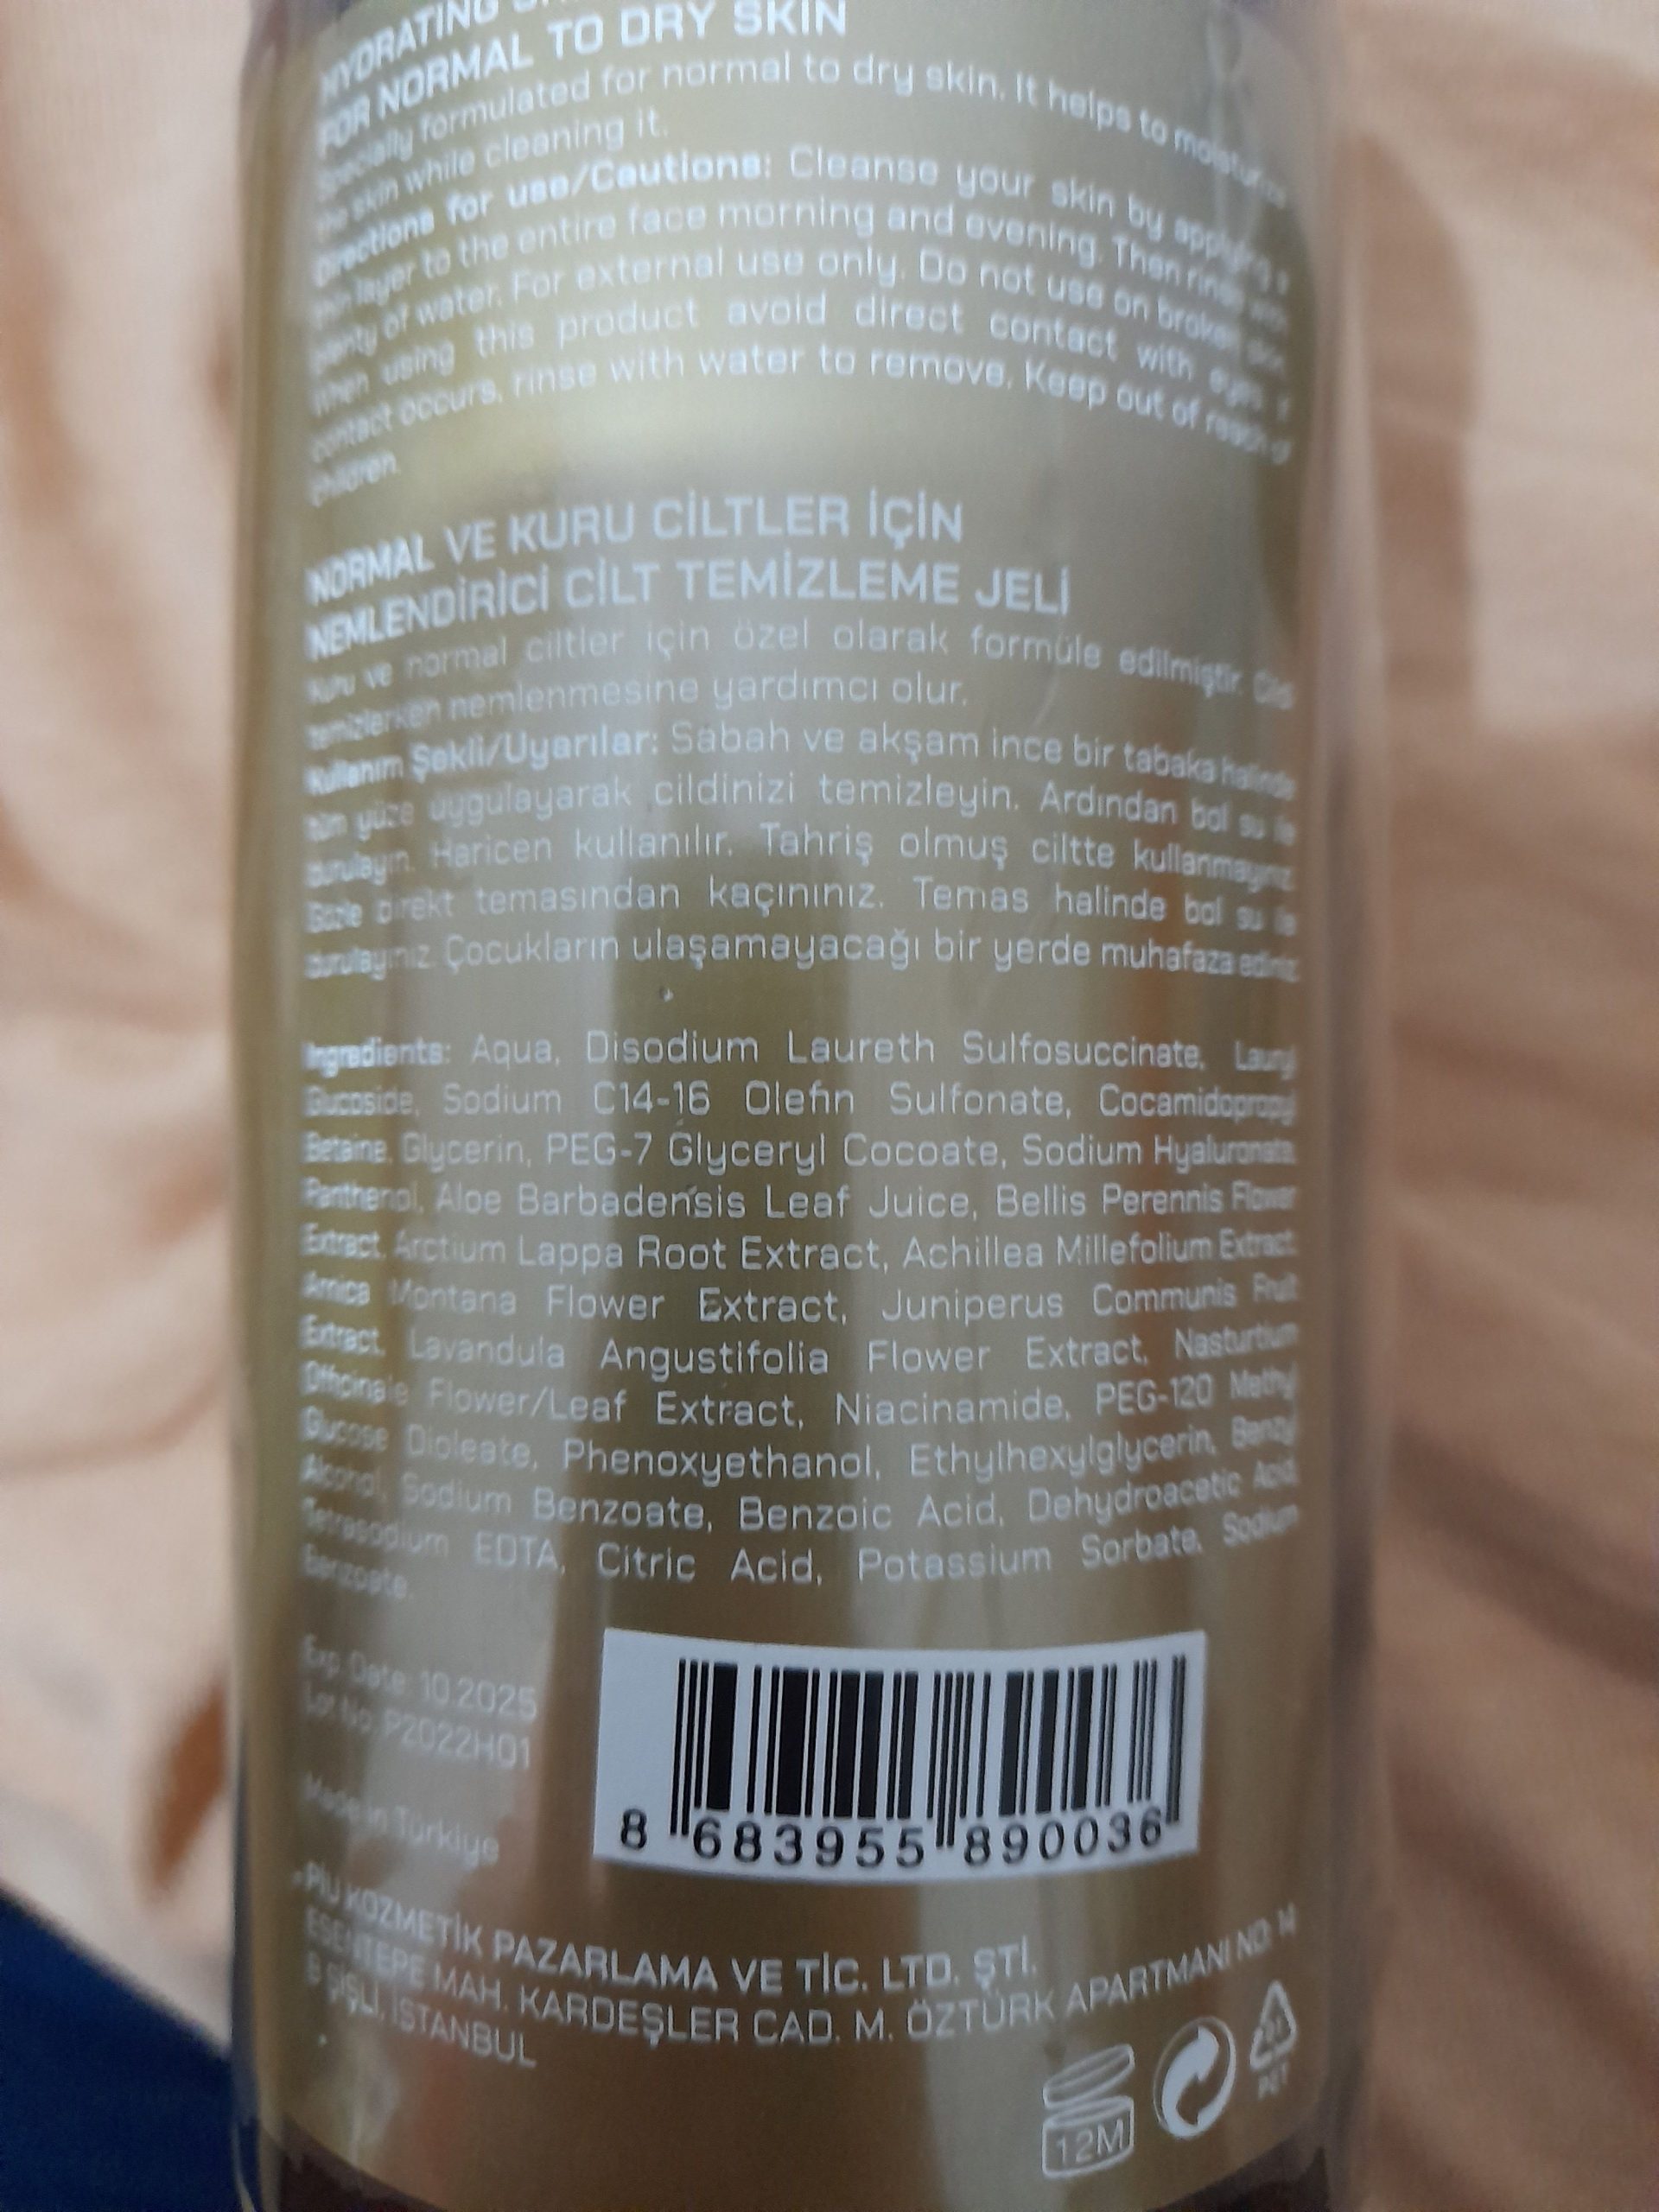 HYDRATING
FOR NORMAL TO DRY SKIN
Specially formulated for normal to dry skin. It helps to moisturize
the skin while cleaning it.
Directions for use/Cautions: Cleanse your skin by applying a
thin layer to the entire face morning and evening. Then rinse with
plenty of water. For external use only. Do not use on broken skin.
When using this product avoid direct contact with eyes. If
contact occurs, rinse with water to remove. Keep out of reach of
children.
NORMAL VE KURU CİLTLER İÇİN
NEMLENDİRİCİ CİLT TEMİZLEME JELİ
Kuru ve normal ciltler için özel olarak formüle edilmiştir. Cildi
temizlerken nemlenmesine yardımcı olur.
Kullanım Şekli/Uyarılar: Sabah ve akşam ince bir tabaka halinde
tüm yüze uygulayarak cildinizi temizleyin. Ardından bol su ile
durulayın. Haricen kullanılır. Tahriş olmuş ciltte kullanmayınız.
Gözle direkt temasından kaçınınız. Temas halinde bol su ile
durulayınız. Çocukların ulaşamayacağı bir yerde muhafaza ediniz.
Ingredients: Aqua, Disodium Laureth Sulfosuccinate, Lauryl
Glucoside, Sodium C14-16 Olefin Sulfonate, Cocamidopropyl
Betaine, Glycerin, PEG-7 Glyceryl Cocoate, Sodium Hyaluronate,
Panthenol, Aloe Barbadensis Leaf Juice, Bellis Perennis Flower
Extract, Arctium Lappa Root Extract, Achillea Millefolium Extract,
Arnica Montana Flower Extract, Juniperus Communis Fruit
Extract, Lavandula Angustifolia Flower Extract, Nasturtium
Officinale Flower/Leaf Extract, Niacinamide, PEG-120 Methyl
Glucose Dioleate, Phenoxyethanol, Ethylhexylglycerin, Benzyl
Alcohol, Sodium Benzoate, Benzoic Acid, Dehydroacetic Acid,
Tetrasodium EDTA, Citric Acid, Potassium Sorbate, Sodium
Benzoate.
Exp. Date: 10.2025
Lot No: P2022H01
Made in Türkiye
8 683955 890036
PİU KOZMETİK PAZARLAMA VE TİC. LTD. ŞTİ.
ESENTEPE MAH. KARDEŞLER CAD. M. ÖZTÜRK APARTMANI NO: 14
B ŞİŞLİ, İSTANBUL
12M
PET